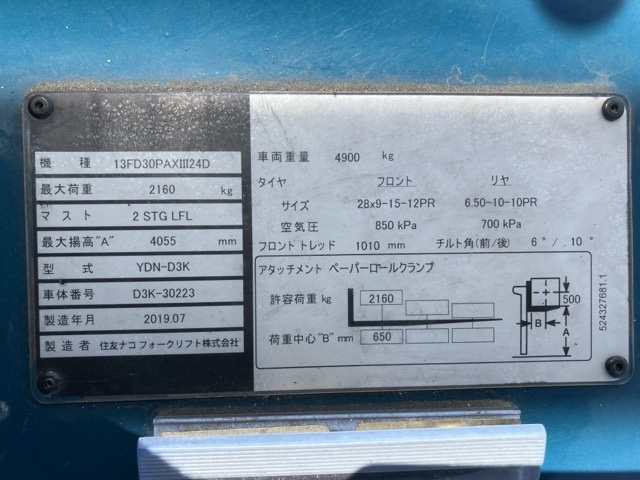 機 種 13FD30PAXⅢ24D
最大荷重 2160 kg
マスト 2 STG LFL
最大揚高"A" 4055 mm
型 式 YDN-D3K
車体番号 D3K-30223
製造年月 2019.07
製造者 住友ナコ フォークリフト株式会社
車両重量 4900 kg
タイヤ フロント リヤ
サイズ 28x9-15-12PR 6.50-10-10PR
空気圧 850 kPa 700 kPa
フロント トレッド 1010 mm チルト角(前/後) 6°/ 10°
アタッチメント ペーパーロールクランプ
許容荷重 kg 2160
荷重中心"B" mm 650
500
B
A
524327681.1